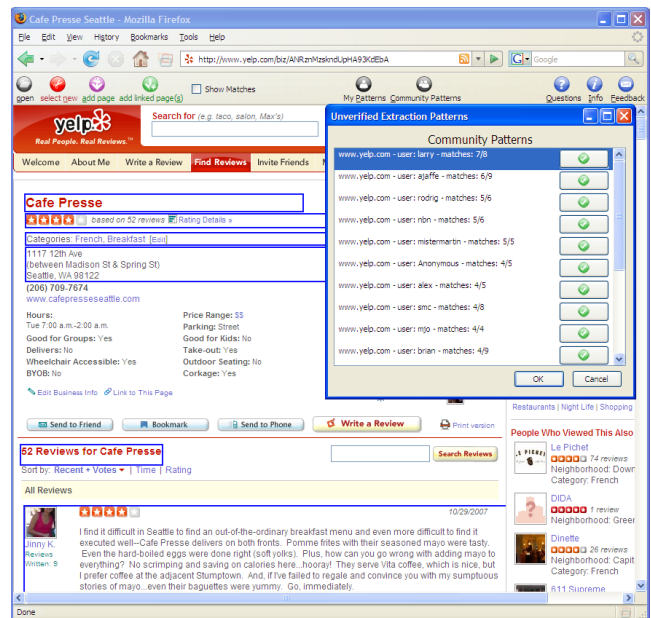 Cafe Presse Seattle - Mozilla Firefox
File Edit View History Bookmarks Tools Help
http://www.yelp.com/biz/ANRznMzskndUpHA93KdEbA
Google
open select new add page add linked page(s) Show Matches My Patterns Community Patterns Questions Info Feedback
yelp
Real People. Real Reviews.™
Search for (e.g. taco, salon, Max's)
Welcome About Me Write a Review Find Reviews Invite Friends
Unverified Extraction Patterns
Community Patterns
www.yelp.com - user: larry - matches: 7/8
www.yelp.com - user: ajaffe - matches: 6/9
www.yelp.com - user: rodrig - matches: 5/6
www.yelp.com - user: nbn - matches: 5/6
www.yelp.com - user: mistermartin - matches: 5/5
www.yelp.com - user: Anonymous - matches: 4/5
www.yelp.com - user: alex - matches: 4/5
www.yelp.com - user: smc - matches: 4/8
www.yelp.com - user: mjo - matches: 4/4
www.yelp.com - user: brian - matches: 4/9
OK Cancel
Cafe Presse
based on 52 reviews Rating Details »
Categories: French, Breakfast [Edit]
1117 12th Ave
(between Madison St & Spring St)
Seattle, WA 98122
(206) 709-7674
www.cafepresseseattle.com
Hours:
Tue 7:00 a.m.-2:00 a.m.
Good for Groups: Yes
Delivers: No
Wheelchair Accessible: Yes
BYOB: No
Price Range: $$
Parking: Street
Good for Kids: No
Take-out: Yes
Outdoor Seating: No
Corkage: Yes
Edit Business Info Link to This Page
Send to Friend Bookmark Send to Phone Write a Review Print version
52 Reviews for Cafe Presse
Search Reviews
Sort by: Recent + Votes | Time | Rating
All Reviews
10/29/2007
Jinny K.
Reviews
Written: 9
I find it difficult in Seattle to find an out-of-the-ordinary breakfast menu and even more difficult to find it
executed well--Cafe Presse delivers on both fronts. Pomme frites with their seasoned mayo were tasty.
Even the hard-boiled eggs were done right (soft yolks). Plus, how can you go wrong with adding mayo to
everything? No scrimping and saving on calories here...hooray! They serve Vita coffee, which is nice, but
I prefer coffee at the adjacent Stumptown. And, if I've failed to regale and convince you with my sumptuous
stories of mayo...even their baguettes were yummy. Go, immediately.
Restaurants | Night Life | Shopping
People Who Viewed This Also
Le Pichet
74 reviews
Neighborhood: Down
Category: French
DIDA
1 review
Neighborhood: Green
Dinette
26 reviews
Neighborhood: Capit
Category: French
611 Supreme
Done